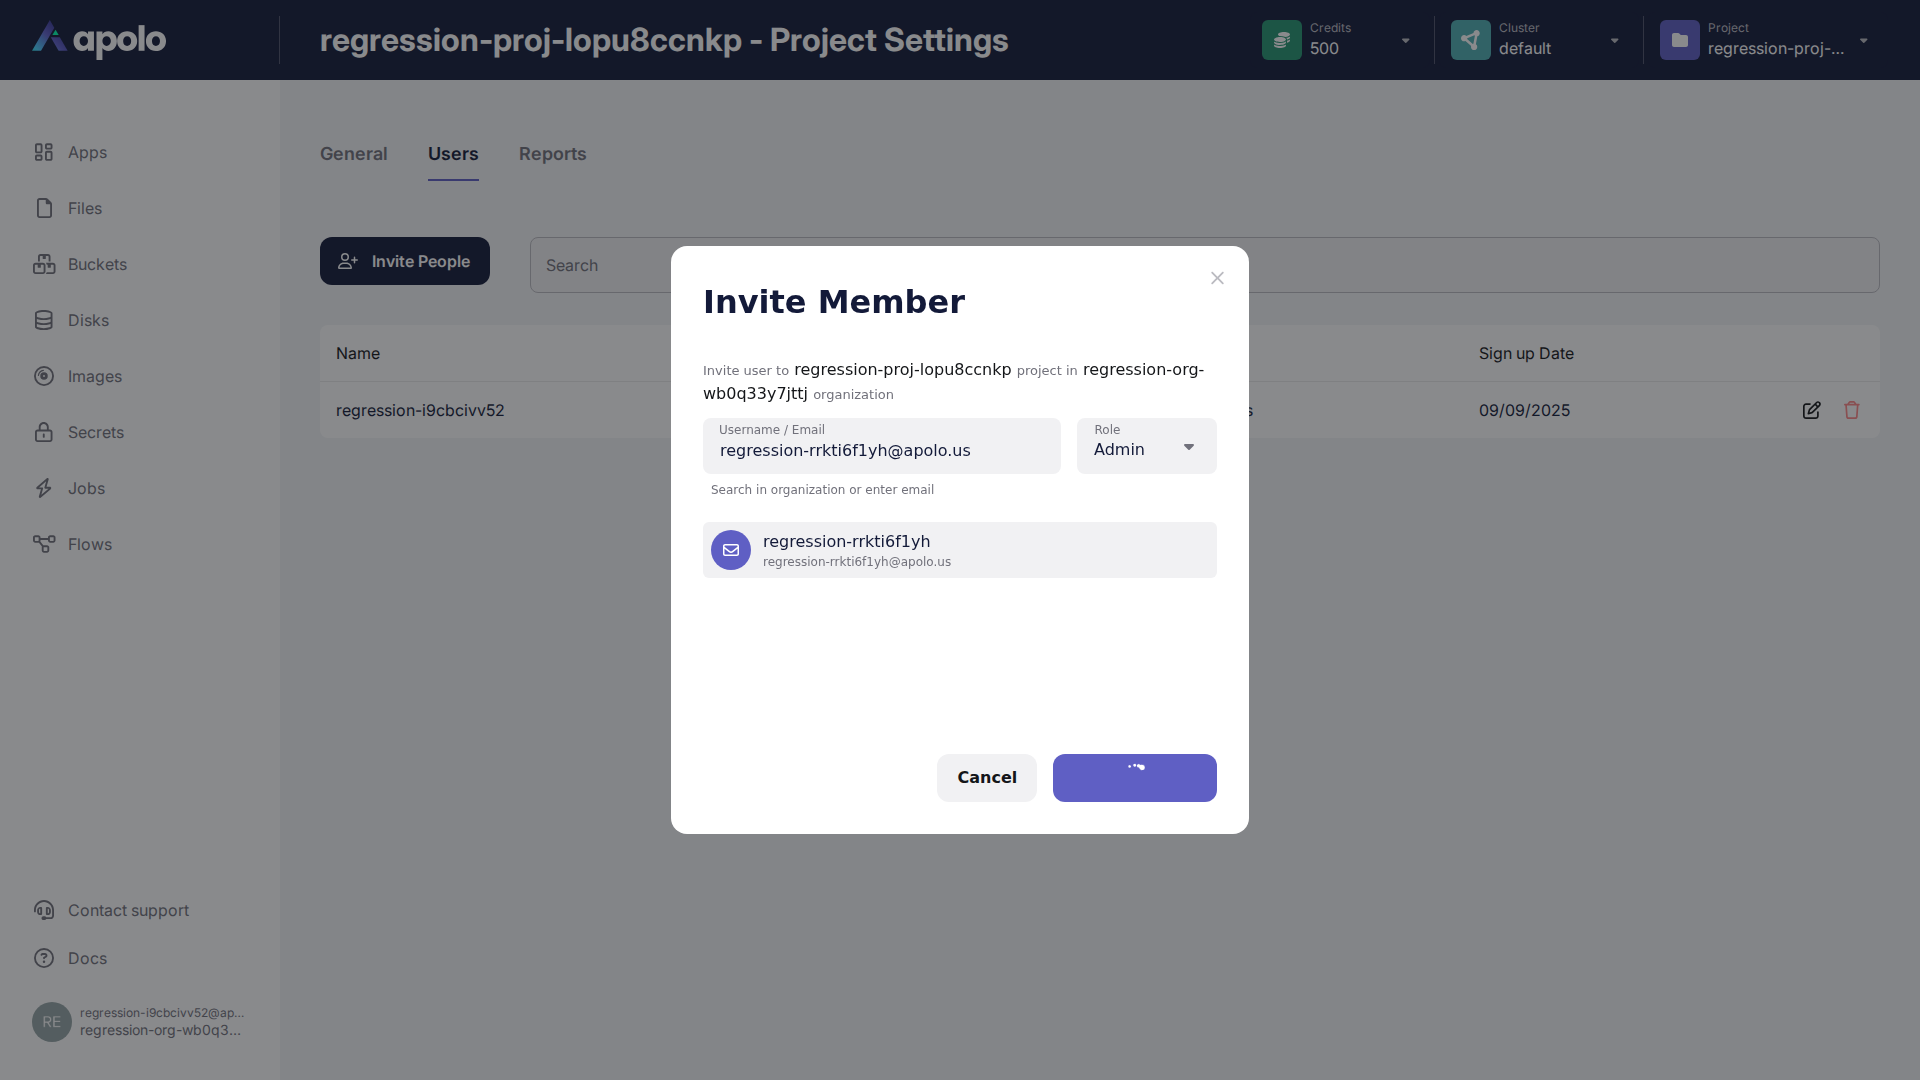 apolo
regression-proj-lopu8ccnkp - Project Settings
Credits
500
Cluster
default
Project
regression-proj-...
Apps
Files
Buckets
Disks
Images
Secrets
Jobs
Flows
Contact support
Docs
RE
regression-i9cbcivv52@ap...
regression-org-wb0q3...
General
Users
Reports
Invite People
Search
Name
Sign up Date
regression-i9cbcivv52
s
09/09/2025
Invite Member
Invite user to regression-proj-lopu8ccnkp project in regression-org-
wb0q33y7jttj organization
Username / Email
regression-rrkti6f1yh@apolo.us
Role
Admin
Search in organization or enter email
regression-rrkti6f1yh
regression-rrkti6f1yh@apolo.us
Cancel